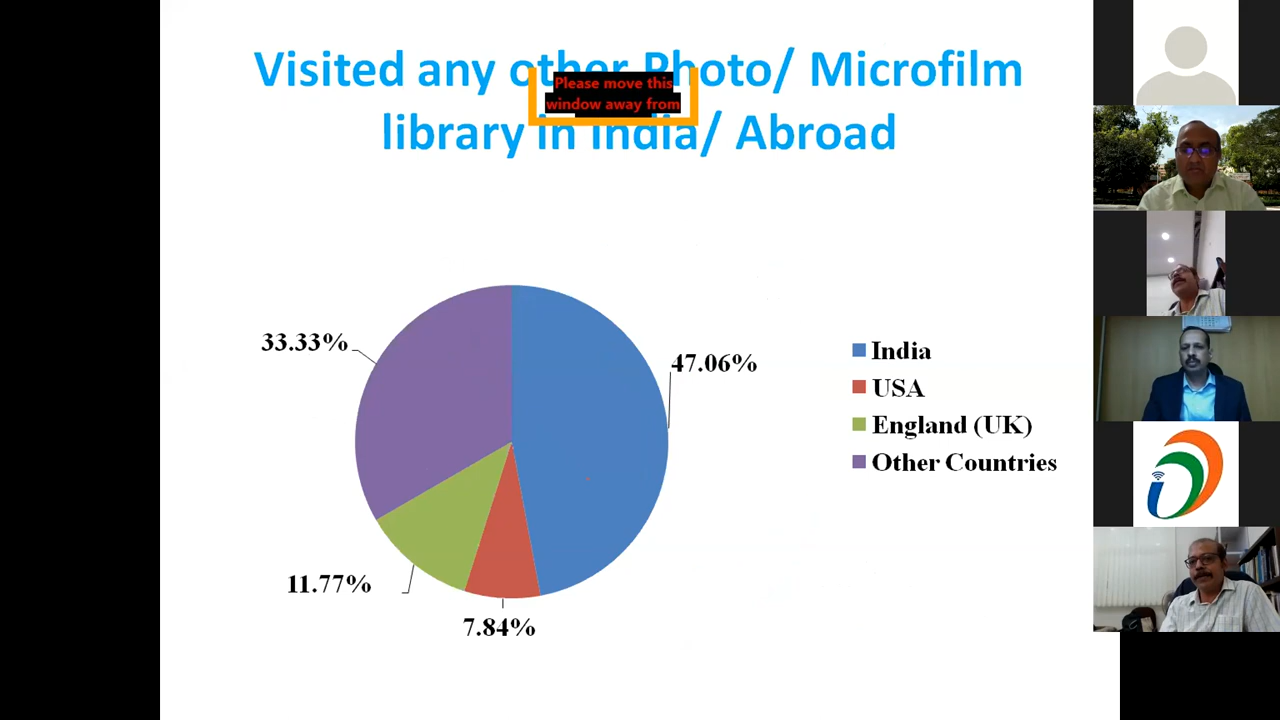 Visited any other Photo/ Microfilm
library in India/ Abroad
Please move this
window away from
33.33%
47.06%
11.77%
7.84%
India
USA
England (UK)
Other Countries